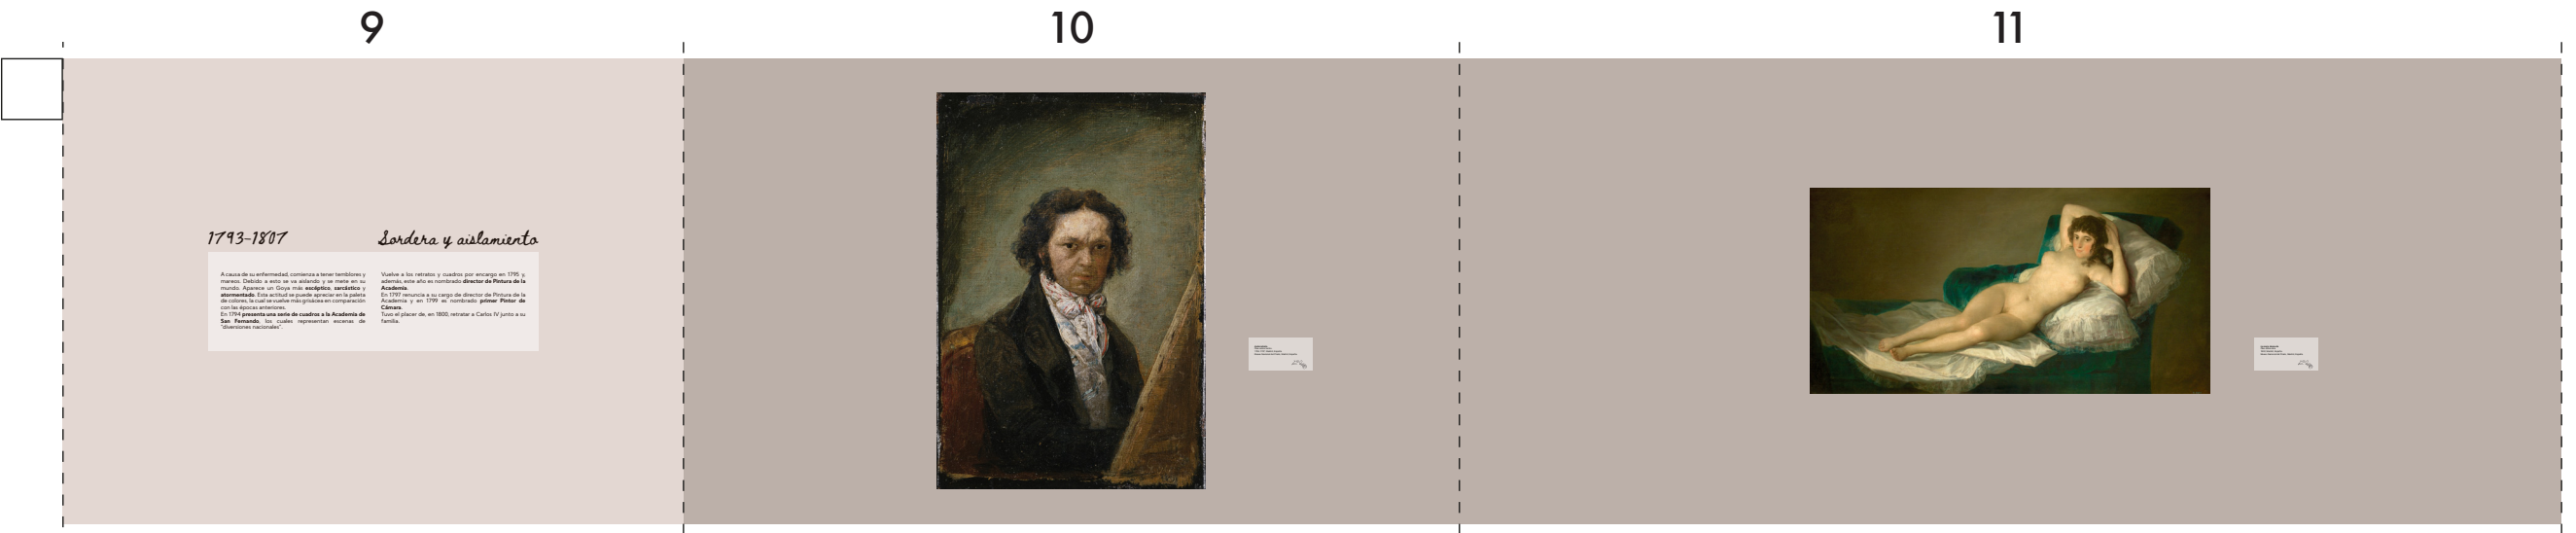 9
10
11
1793-1807
Sordera y aislamiento
A causa de su enfermedad, comienza a tener temblores y
mareos. Debido a esto se va aislando y se mete en su
mundo. Aparece un Goya más escéptico, sarcástico y
atormentado. Esta actitud se puede apreciar en la paleta
de colores, la cual se vuelve más grisácea en comparación
con las épocas anteriores.
En 1794 presenta una serie de cuadros a la Academia de
San Fernando, los cuales representan escenas de
"diversiones nacionales".
Vuelve a los retratos y cuadros por encargo en 1795 y,
además, este año es nombrado director de Pintura de la
Academia.
En 1797 renuncia a su cargo de director de Pintura de la
Academia y en 1799 es nombrado primer Pintor de
Cámara.
Tuvo el placer de, en 1800, retratar a Carlos IV junto a su
familia.